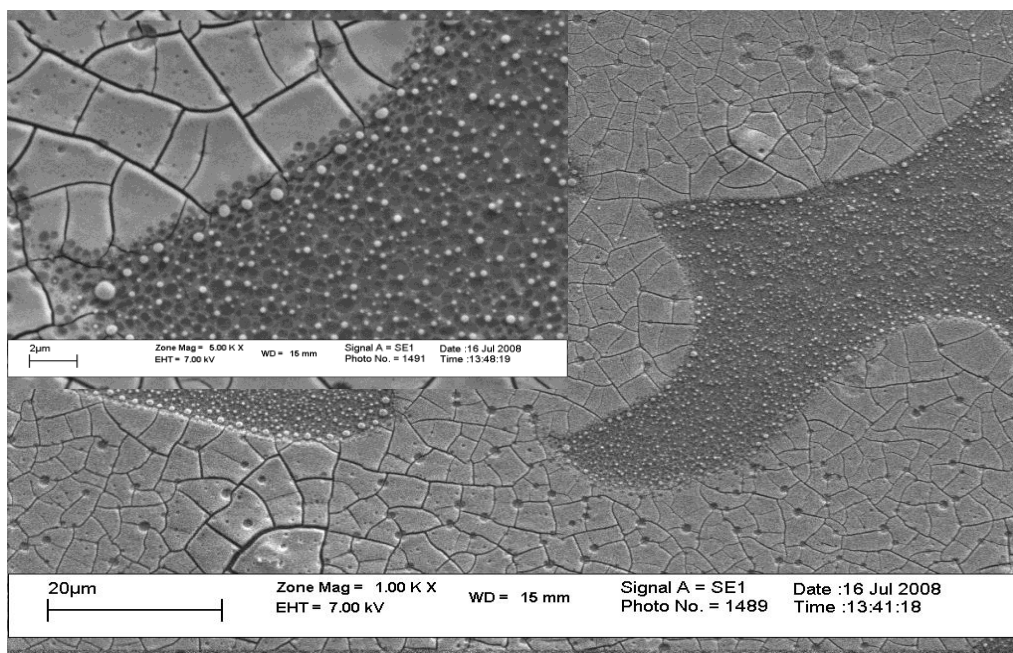 2µm
Zone Mag = 5.00 K X
EHT = 7.00 kV
WD = 15 mm
Signal A = SE1
Photo No. = 1491
Date :16 Jul 2008
Time :13:48:19
20µm
Zone Mag = 1.00 K X
EHT = 7.00 kV
WD = 15 mm
Signal A = SE1
Photo No. = 1489
Date :16 Jul 2008
Time :13:41:18